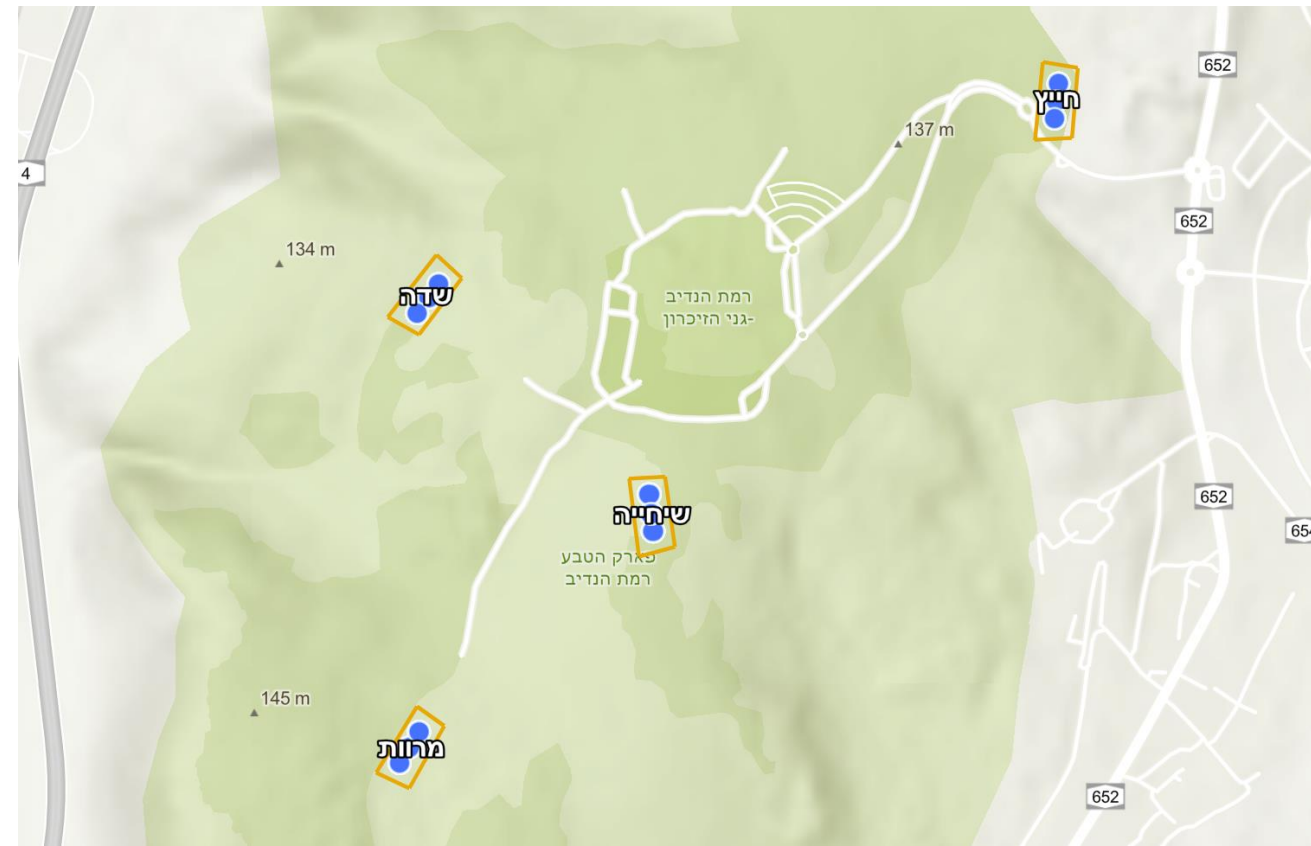 652
חייץ
137 m
4
652
134 m
שדה
רמת הנדיב
-גני הזיכרון
652
שיחייה
654
פארק הטבע
רמת הנדיב
145 m
מרוות
652